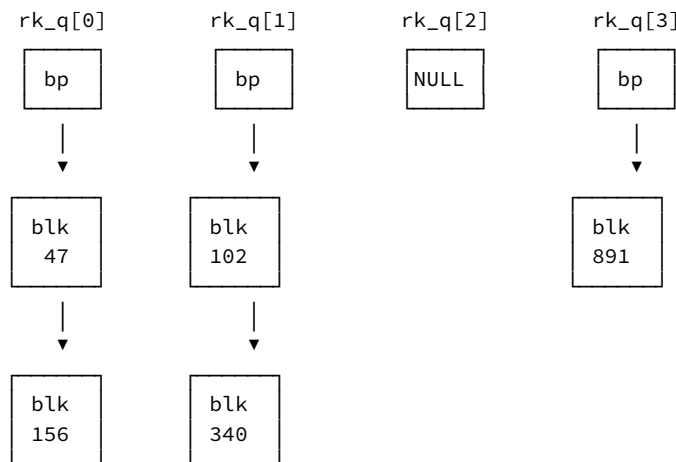 rk_q[0] rk_q[1] rk_q[2] rk_q[3]
bp bp NULL bp
blk blk blk
47 102 891
blk blk
156 340